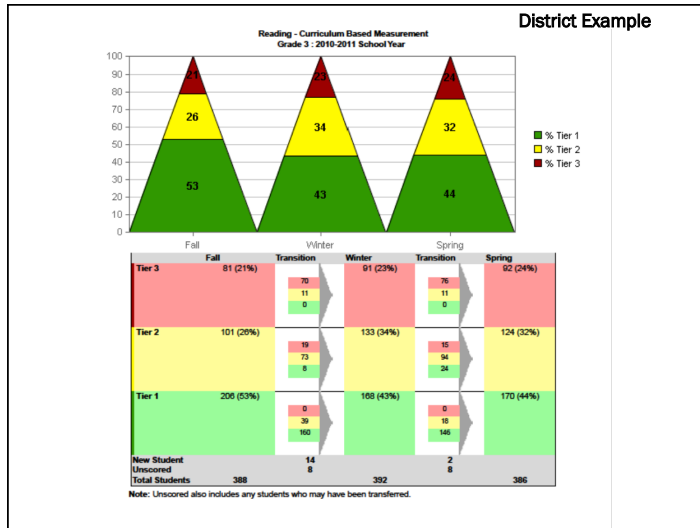 District Example
Reading - Curriculum Based Measurement
Grade 3 : 2010-2011 School Year
100
90
80
70
60
50
40
30
20
10
0
21
26
53
23
34
43
24
32
44
Fall
Winter
Spring
% Tier 1
% Tier 2
% Tier 3
Fall Transition Winter Transition Spring
Tier 3 81 (21%) 91 (23%) 92 (24%)
70 76
11 11
0 0
Tier 2 101 (26%) 133 (34%) 124 (32%)
19 15
73 94
8 24
Tier 1 206 (53%) 168 (43%) 170 (44%)
0 0
39 18
160 146
New Student 14 2
Unscored 8 8
Total Students 388 392 386
Note: Unscored also includes any students who may have been transferred.